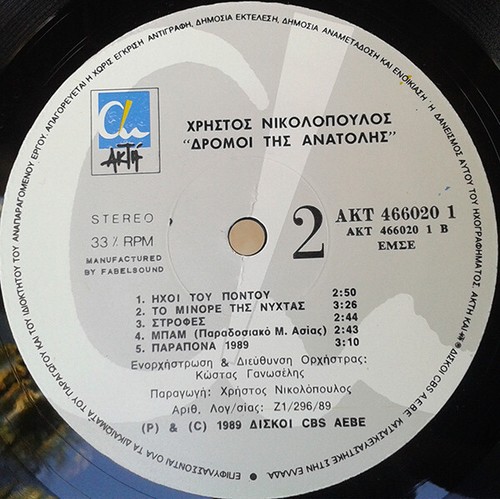 ΑΠΑΓΟΡΕΥΕΤΑΙ Η ΧΩΡΙΣ ΕΓΚΡΙΣΗ ΑΝΤΙΓΡΑΦΗ, ΔΗΜΟΣΙΑ ΕΚΤΕΛΕΣΗ, ΔΗΜΟΣΙΑ ΑΝΑΜΕΤΑΔΟΣΗ ΚΑΙ ΕΝΟΙΚΙΑΣΗ Ή ΔΑΝΕΙΣΜΟΣ ΑΥΤΟΥ ΤΟΥ ΗΧΟΓΡΑΦΗΜΑΤΟΣ,
ΑΚΤΗ
ΧΡΗΣΤΟΣ ΝΙΚΟΛΟΠΟΥΛΟΣ
"ΔΡΟΜΟΙ ΤΗΣ ΑΝΑΤΟΛΗΣ"
STEREO
33⅓ RPM
MANUFACTURED
BY FABELSOUND
2
AKT 466020 1
AKT 466020 1 B
ΕΜΣΕ
1. ΗΧΟΙ ΤΟΥ ΠΟΝΤΟΥ 2:50
2. ΤΟ ΜΙΝΟΡΕ ΤΗΣ ΝΥΧΤΑΣ 3:26
3. ΣΤΡΟΦΕΣ 2:44
4. ΜΠΑΜ (Παραδοσιακό Μ. Ασίας) 2:43
5. ΠΑΡΑΠΟΝΑ 1989 3:10
Ενορχήστρωση & Διεύθυνση Ορχήστρας:
Κώστας Γανωσέλης
Παραγωγή: Χρήστος Νικολόπουλος
Αριθ. Λογ/σίας: Ζ1/296/89
(P) & (C) 1989 ΔΙΣΚΟΙ CBS ΑΕΒΕ
ΕΠΙΦΥΛΑΣΣΟΝΤΑΙ ΟΛΑ ΤΑ ΔΙΚΑΙΩΜΑΤΑ ΤΟΥ ΠΑΡΑΓΩΓΟΥ ΚΑΙ ΤΟΥ ΙΔΙΟΚΤΗΤΟΥ ΤΟΥ ΑΝΑΠΑΡΑΓΟΜΕΝΟΥ ΕΡΓΟΥ.
ΑΚΤΗ ΚΑΙ ΔΙΣΚΟΙ CBS Α.Ε.Β.Ε. ΚΑΤΑΣΚΕΥΑΣΤΗΚΕ ΣΤΗΝ ΕΛΛΑΔΑ